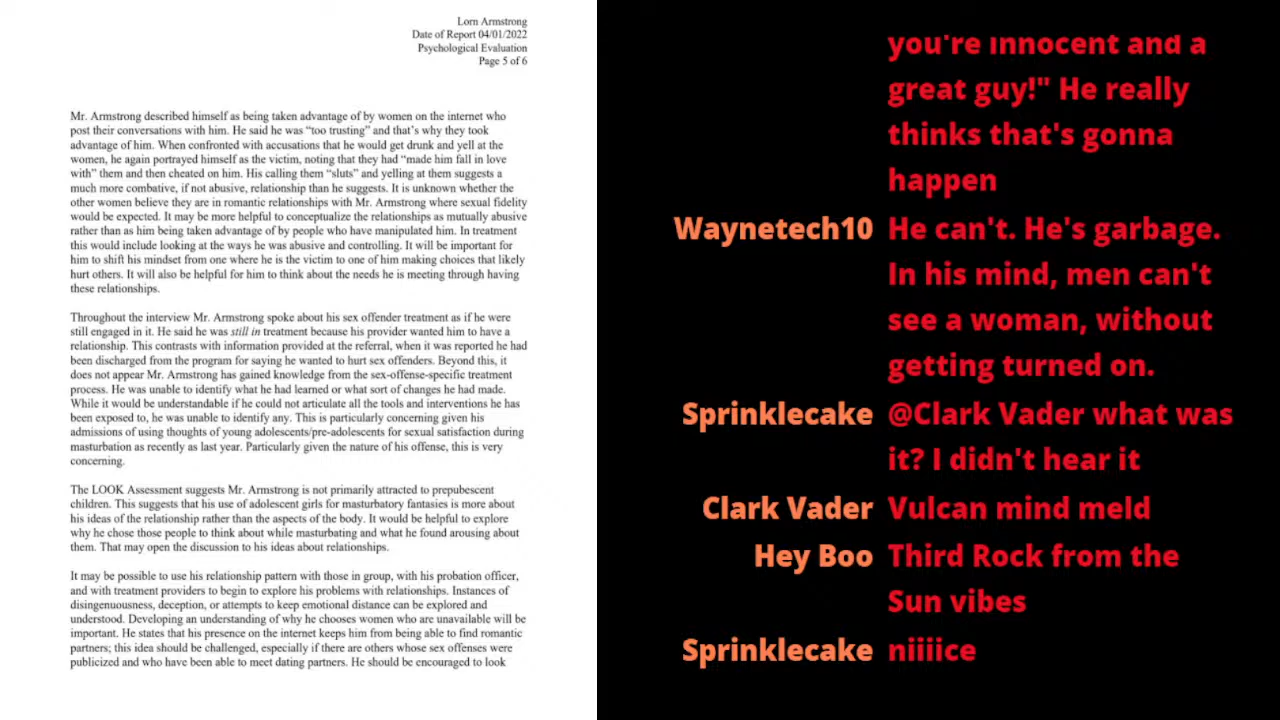 Lorn Armstrong
Date of Report 04/01/2022
Psychological Evaluation
Page 5 of 6
Mr. Armstrong described himself as being taken advantage of by women on the internet who
post their conversations with him. He said he was “too trusting” and that’s why they took
advantage of him. When confronted with accusations that he would get drunk and yell at the
women, he again portrayed himself as the victim, noting that they had “made him fall in love
with” them and then cheated on him. His calling them “sluts” and yelling at them suggests a
much more combative, if not abusive, relationship than he suggests. It is unknown whether the
other women believe they are in romantic relationships with Mr. Armstrong where sexual fidelity
would be expected. It may be more helpful to conceptualize the relationships as mutually abusive
rather than as him being taken advantage of by people who have manipulated him. In treatment
this would include looking at the ways he was abusive and controlling. It will be important for
him to shift his mindset from one where he is the victim to one of him making choices that likely
hurt others. It will also be helpful for him to think about the needs he is meeting through having
these relationships.
Throughout the interview Mr. Armstrong spoke about his sex offender treatment as if he were
still engaged in it. He said he was still in treatment because his provider wanted him to have a
relationship. This contrasts with information provided at the referral, when it was reported he had
been discharged from the program for saying he wanted to hurt sex offenders. Beyond this, it
does not appear Mr. Armstrong has gained knowledge from the sex-offense-specific treatment
process. He was unable to identify what he had learned or what sort of changes he had made.
While it would be understandable if he could not articulate all the tools and interventions he has
been exposed to, he was unable to identify any. This is particularly concerning given his
admissions of using thoughts of young adolescents/pre-adolescents for sexual satisfaction during
masturbation as recently as last year. Particularly given the nature of his offense, this is very
concerning.
The LOOK Assessment suggests Mr. Armstrong is not primarily attracted to prepubescent
children. This suggests that his use of adolescent girls for masturbatory fantasies is more about
his ideas of the relationship rather than the aspects of the body. It would be helpful to explore
why he chose those people to think about while masturbating and what he found arousing about
them. That may open the discussion to his ideas about relationships.
It may be possible to use his relationship pattern with those in group, with his probation officer,
and with treatment providers to begin to explore his problems with relationships. Instances of
disingenuousness, deception, or attempts to keep emotional distance can be explored and
understood. Developing an understanding of why he chooses women who are unavailable will be
important. He states that his presence on the internet keeps him from being able to find romantic
partners; this idea should be challenged, especially if there are others whose sex offenses were
publicized and who have been able to meet dating partners. He should be encouraged to look
you're innocent and a
great guy!" He really
thinks that's gonna
happen
Waynetech10 He can't. He's garbage.
In his mind, men can't
see a woman, without
getting turned on.
Sprinklecake @Clark Vader what was
it? I didn't hear it
Clark Vader Vulcan mind meld
Hey Boo Third Rock from the
Sun vibes
Sprinklecake niiiice